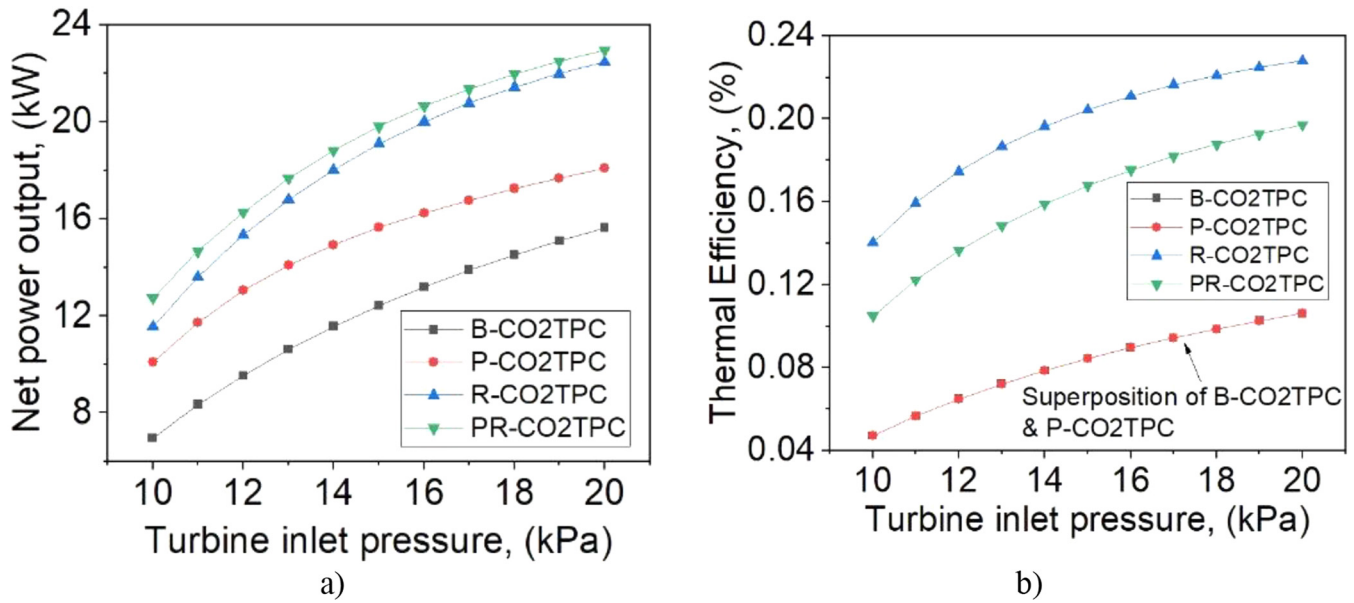 Net power output, (kW)
24
20
16
12
8
B-CO2TPC
P-CO2TPC
R-CO2TPC
PR-CO2TPC
10 12 14 16 18 20
Turbine inlet pressure, (kPa)
a)
Thermal Efficiency, (%)
0.24
0.20
0.16
0.12
0.08
0.04
B-CO2TPC
P-CO2TPC
R-CO2TPC
PR-CO2TPC
Superposition of B-CO2TPC
& P-CO2TPC
10 12 14 16 18 20
Turbine inlet pressure, (kPa)
b)